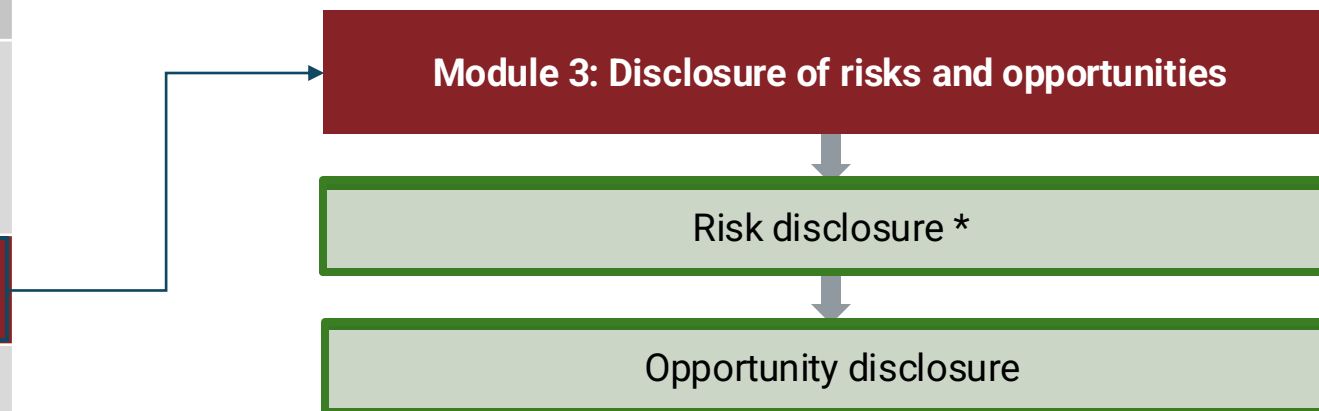 Module 3: Disclosure of risks and opportunities
Risk disclosure *
Opportunity disclosure